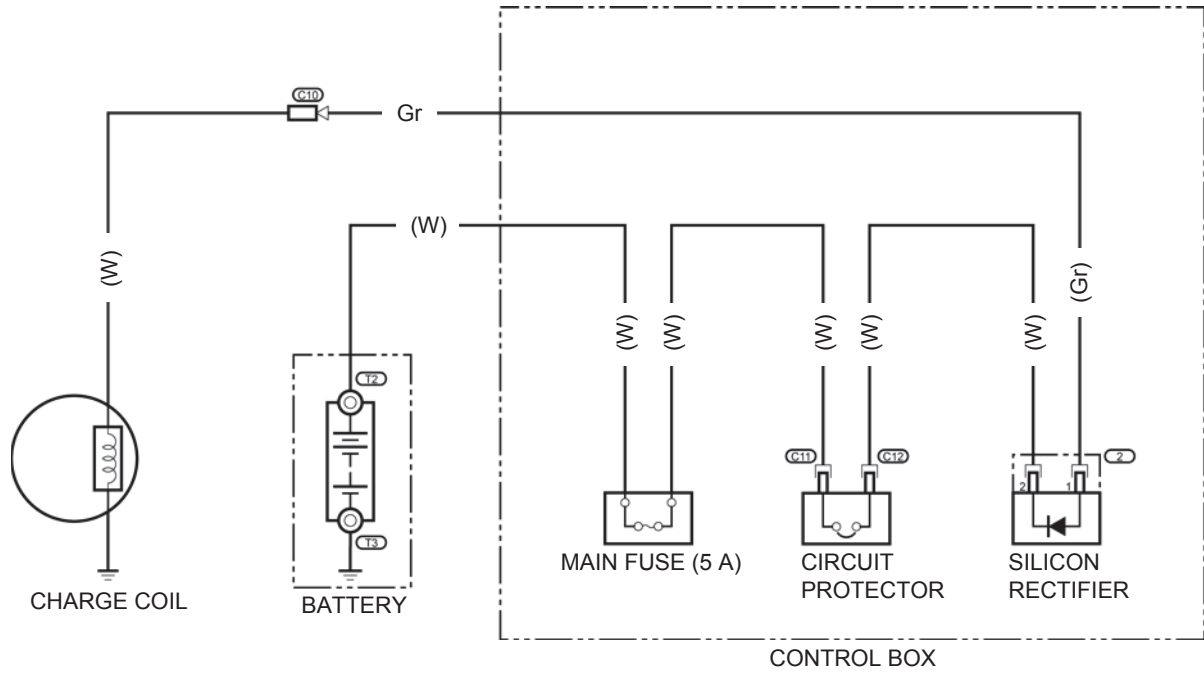 C10
Gr
(W)
(W)
(Gr)
(W)
(W)
(W)
(W)
(W)
T2
C11
C12
2
2
1
T3
MAIN FUSE (5 A)
CIRCUIT
PROTECTOR
SILICON
RECTIFIER
CHARGE COIL
BATTERY
CONTROL BOX